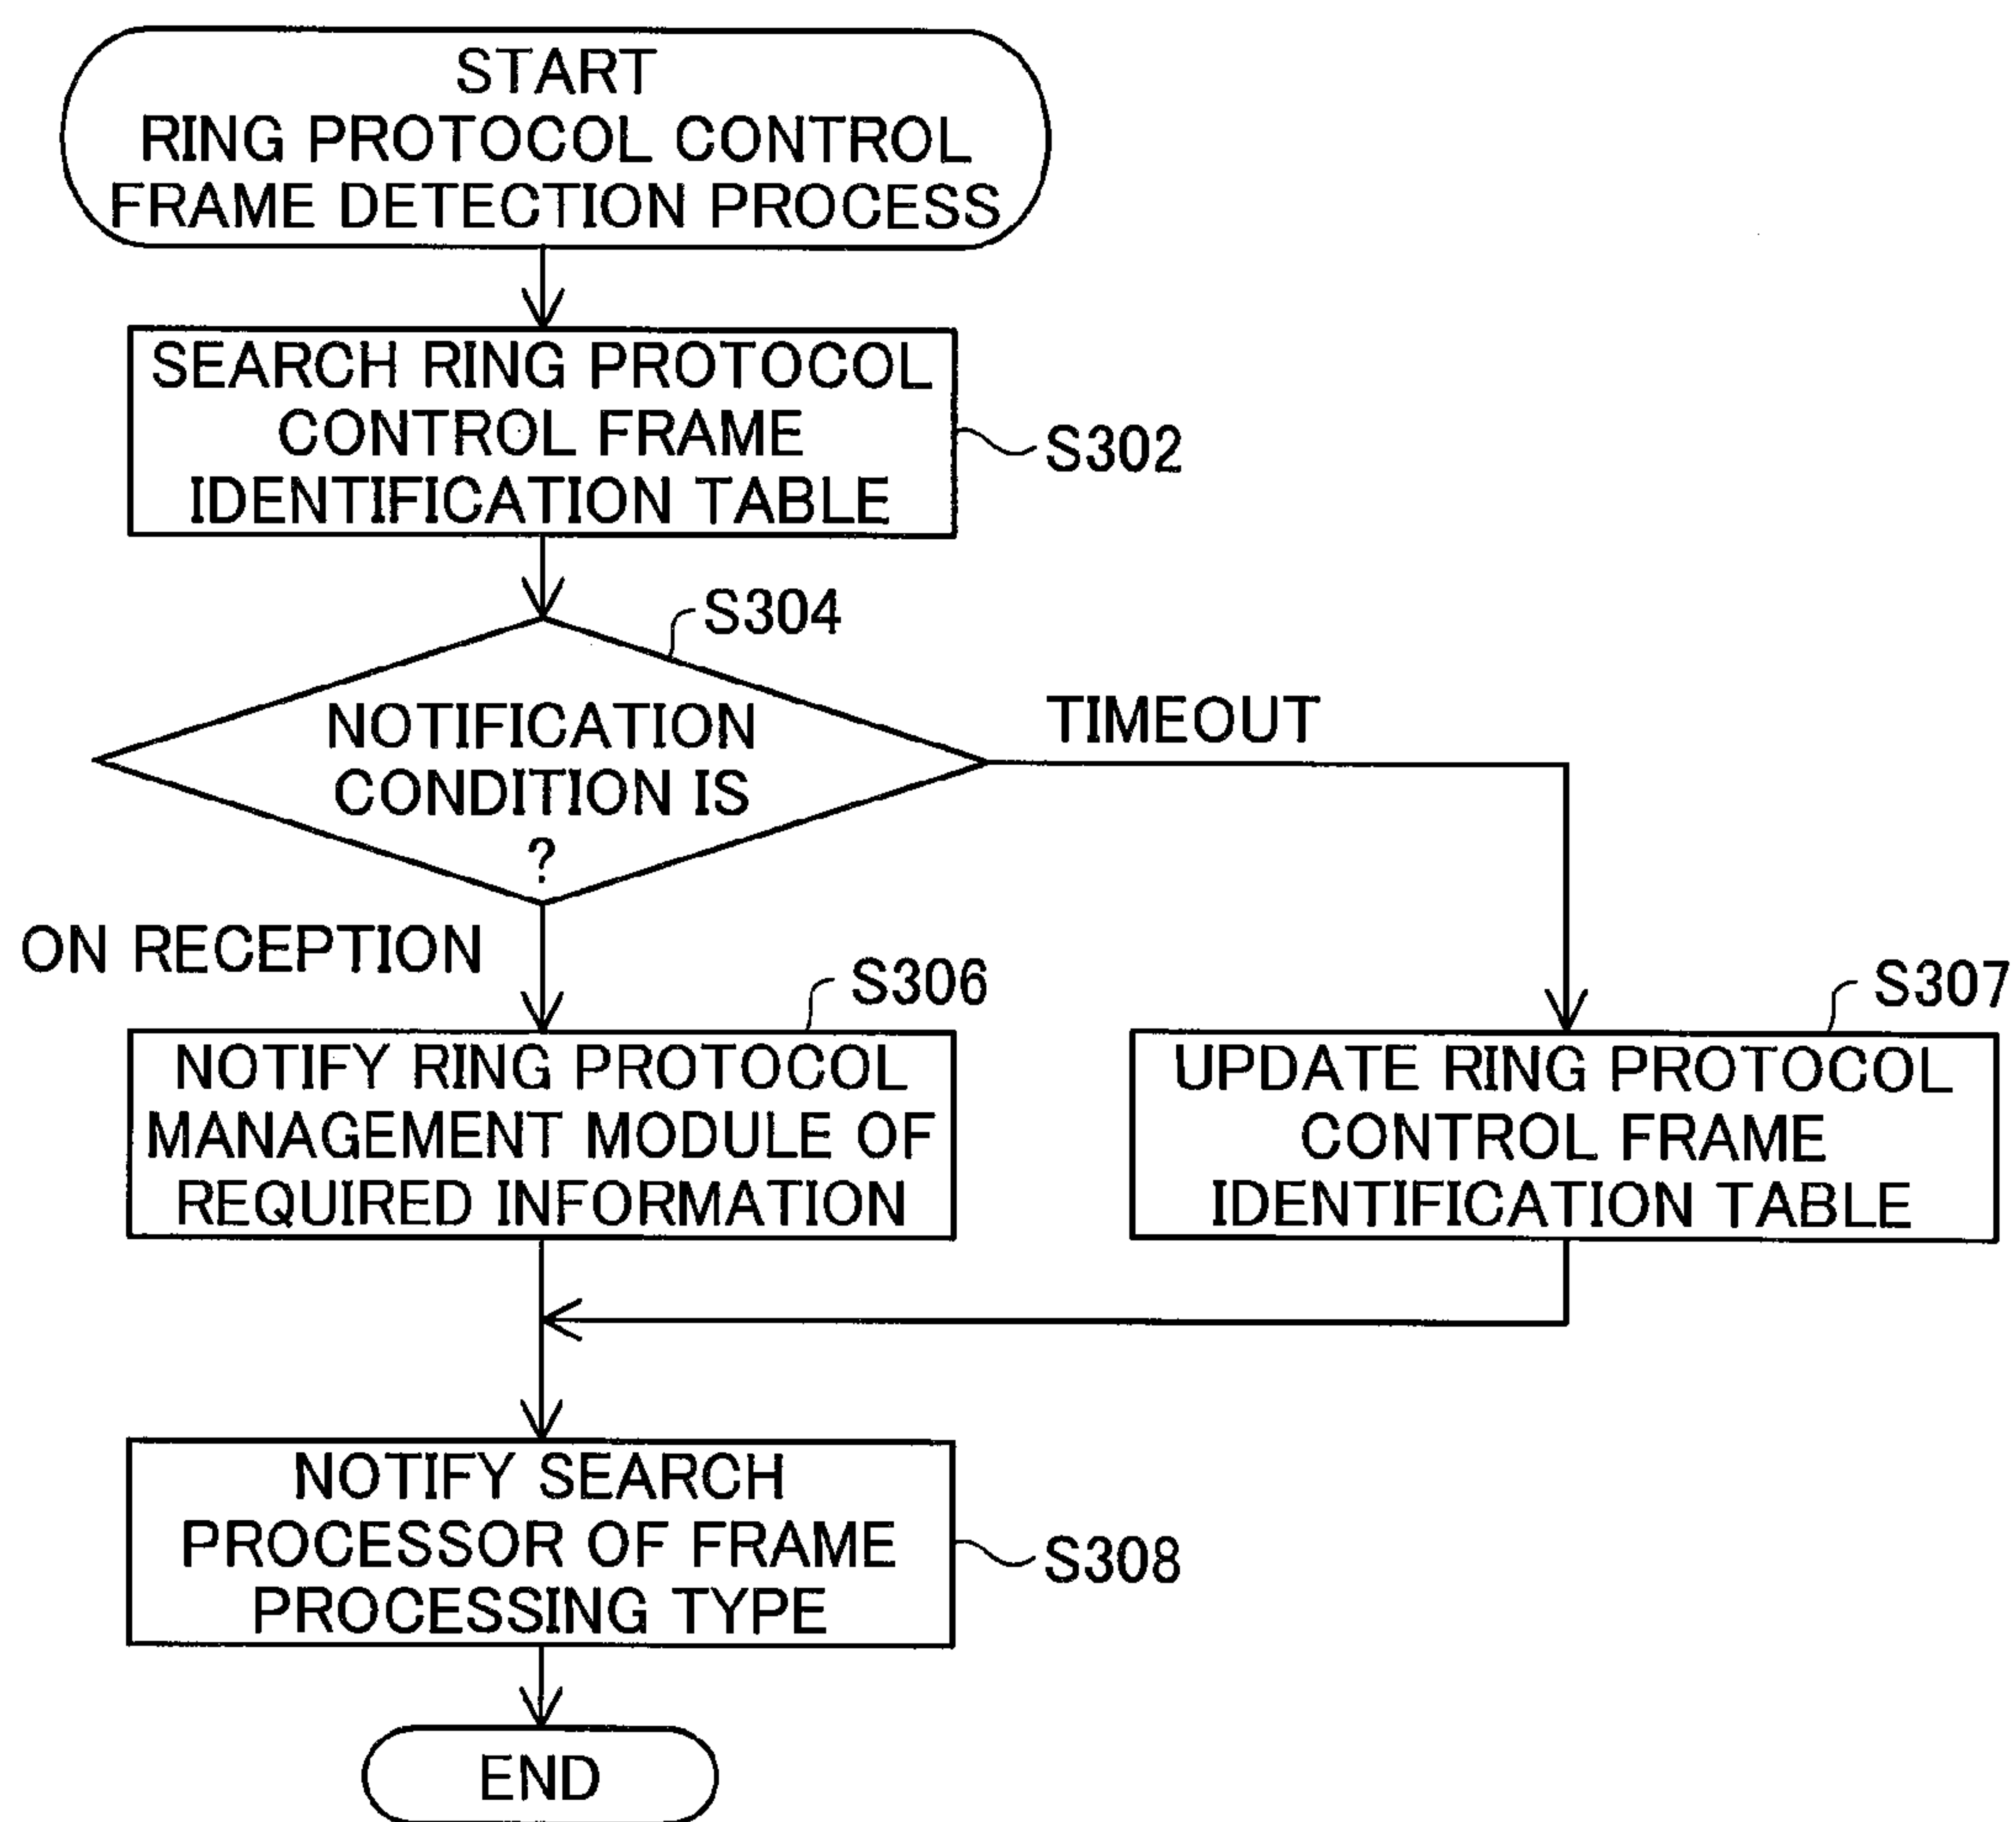 START
RING PROTOCOL CONTROL
FRAME DETECTION PROCESS
SEARCH RING PROTOCOL
CONTROL FRAME
IDENTIFICATION TABLE
S302
S304
NOTIFICATION
CONDITION IS
?
TIMEOUT
ON RECEPTION
S306
NOTIFY RING PROTOCOL
MANAGEMENT MODULE OF
REQUIRED INFORMATION
S307
UPDATE RING PROTOCOL
CONTROL FRAME
IDENTIFICATION TABLE
NOTIFY SEARCH
PROCESSOR OF FRAME
PROCESSING TYPE
S308
END